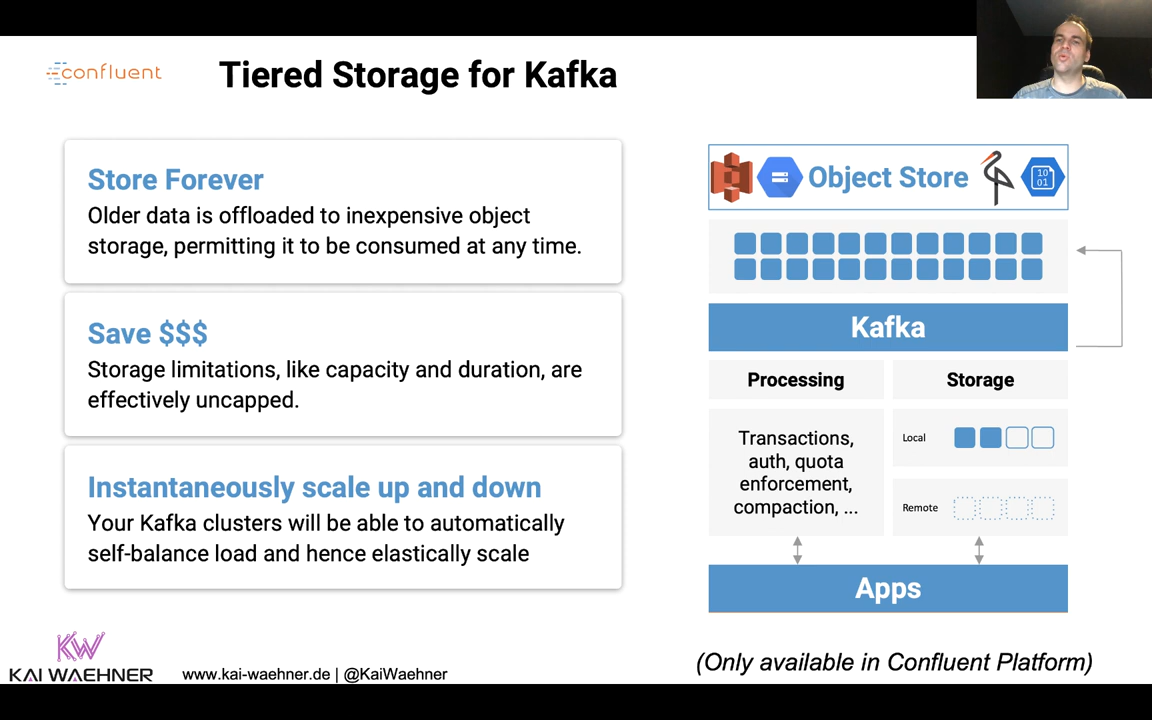 confluent
Tiered Storage for Kafka
Store Forever
Older data is offloaded to inexpensive object
storage, permitting it to be consumed at any time.
Save $$$
Storage limitations, like capacity and duration, are
effectively uncapped.
Instantaneously scale up and down
Your Kafka clusters will be able to automatically
self-balance load and hence elastically scale
Object Store
10
01
Kafka
Processing
Storage
Transactions,
auth, quota
enforcement,
compaction, ...
Local
Remote
Apps
(Only available in Confluent Platform)
KW
KAI WAEHNER
www.kai-waehner.de | @KaiWaehner